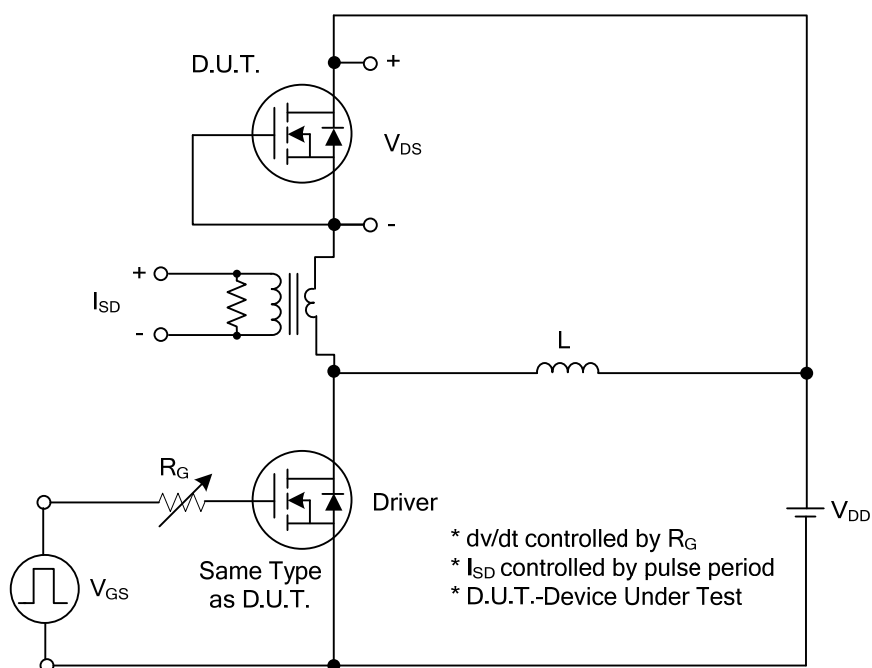 D.U.T.
+
VDS
-
+
ISD
-
L
RG
Driver
VDD
VGS
Same Type
as D.U.T.
* dv/dt controlled by RG
* ISD controlled by pulse period
* D.U.T.-Device Under Test